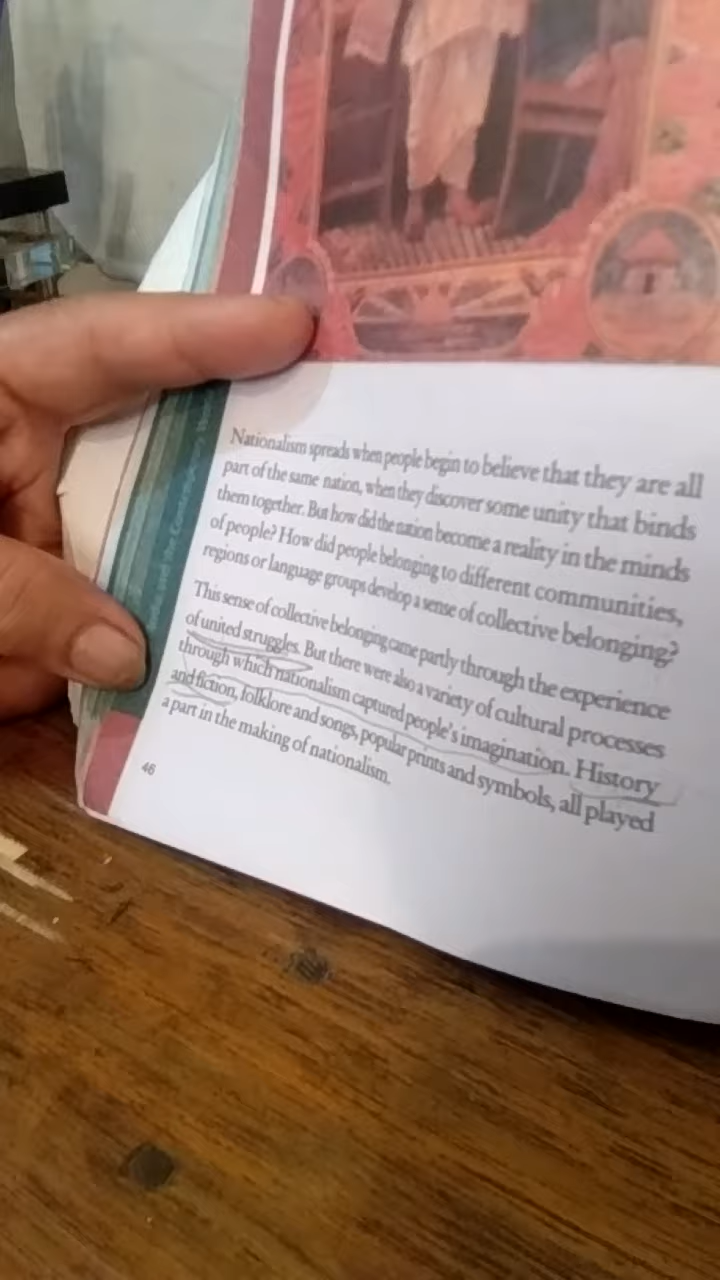 Nationalism spreads when people begin to believe that they are all
part of the same nation, when they discover some unity that binds
them together. But how did the nation become a reality in the minds
of people? How did people belonging to different communities,
regions or language groups develop a sense of collective belonging?
This sense of collective belonging came partly through the experience
of united struggles. But there were also a variety of cultural processes
through which nationalism captured people's imagination. History
and fiction, folklore and songs, popular prints and symbols, all played
a part in the making of nationalism.
46